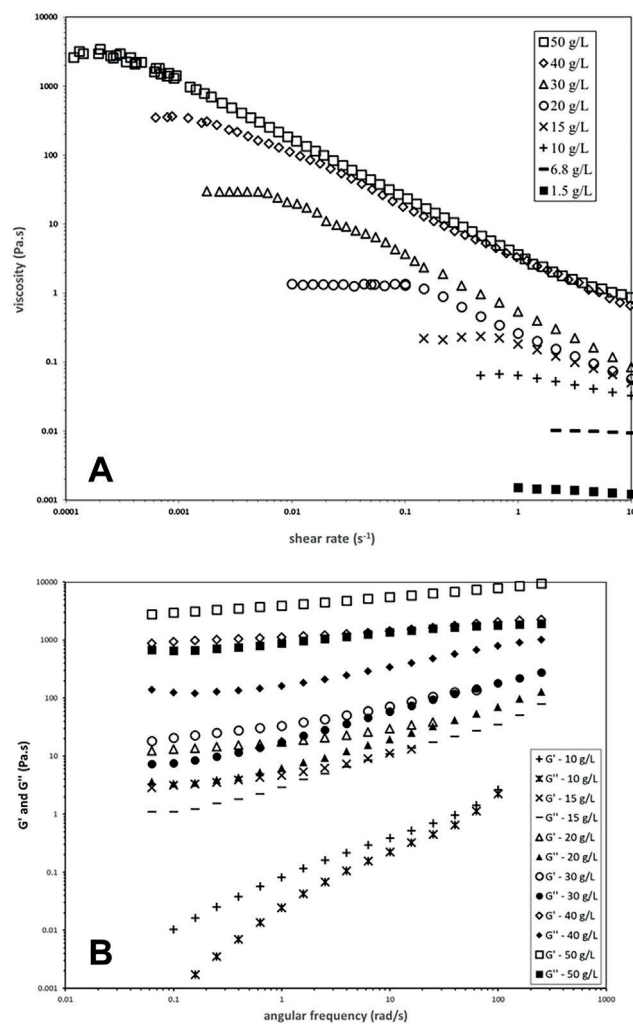 10000
1000
100
10
1
0.1
0.01
0.001
viscosity (Pa.s)
50 g/L
40 g/L
30 g/L
20 g/L
15 g/L
10 g/L
6.8 g/L
1.5 g/L
A
0.0001
0.001
0.01
0.1
1
10
shear rate (s⁻¹)
10000
1000
100
10
1
0.1
0.01
0.001
G' and G'' (Pa.s)
G' - 10 g/L
G'' - 10 g/L
G' - 15 g/L
G'' - 15 g/L
G' - 20 g/L
G'' - 20 g/L
G' - 30 g/L
G'' - 30 g/L
G' - 40 g/L
G'' - 40 g/L
G' - 50 g/L
G'' - 50 g/L
B
0.01
0.1
1
10
100
1000
angular frequency (rad/s)